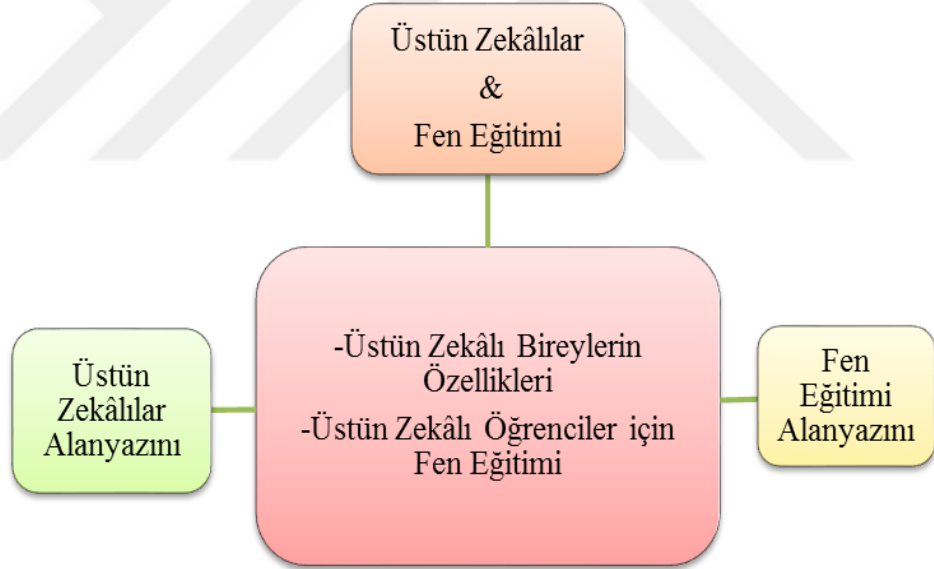 Üstün Zekâlılar
&
Fen Eğitimi
-Üstün Zekâlı Bireylerin
Özellikleri
-Üstün Zekâlı Öğrenciler için
Fen Eğitimi
Üstün
Zekâlılar
Alanyazını
Fen
Eğitimi
Alanyazını